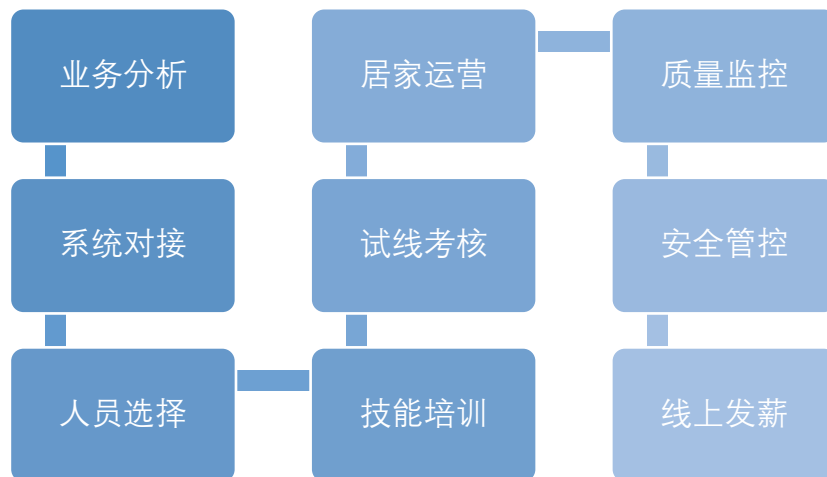 业务分析
系统对接
人员选择
技能培训
试线考核
居家运营
质量监控
安全管控
线上发薪